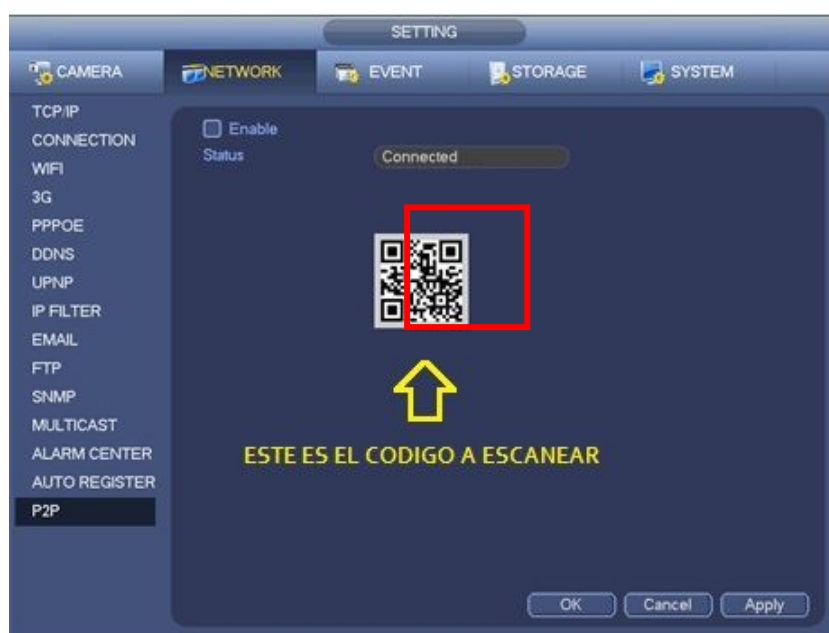 SETTING
CAMERA NETWORK EVENT STORAGE SYSTEM
TCP/IP
CONNECTION
WIFI
3G
PPPOE
DDNS
UPNP
IP FILTER
EMAIL
FTP
SNMP
MULTICAST
ALARM CENTER
AUTO REGISTER
P2P
Enable
Status Connected
ESTE ES EL CODIGO A ESCANEAR
OK Cancel Apply